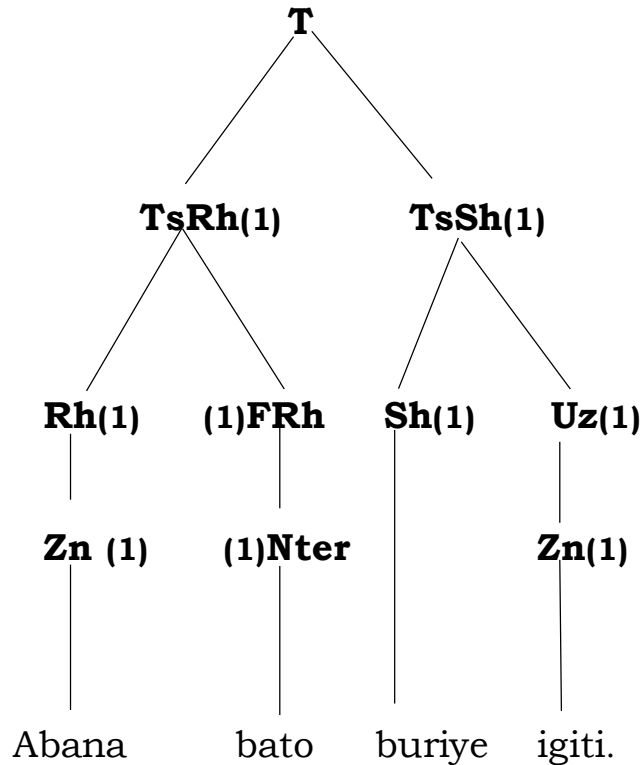 T
TsRh(1) TsSh(1)
Rh(1) (1)FRh Sh(1) Uz(1)
Zn (1) (1)Nter Zn(1)
Abana bato buriye igiti.